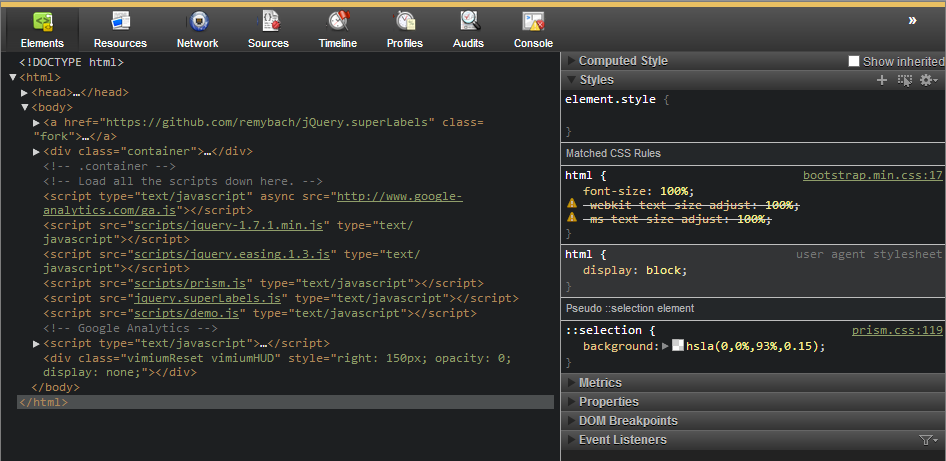 Elements Resources Network Sources Timeline Profiles Audits Console »
<!DOCTYPE html>
▼<html>
▶<head>…</head>
▼<body>
▶<a href="https://github.com/remybach/jQuery.superLabels" class=
"fork">…</a>
▶<div class="container">…</div>
<!-- .container -->
<!-- Load all the scripts down here. -->
<script type="text/javascript" async src="http://www.google-
analytics.com/ga.js"></script>
<script src="scripts/jquery-1.7.1.min.js" type="text/
javascript"></script>
<script src="scripts/jquery.easing.1.3.js" type="text/
javascript"></script>
<script src="scripts/prism.js" type="text/javascript"></script>
<script src="jquery.superLabels.js" type="text/javascript"></script>
<script src="scripts/demo.js" type="text/javascript"></script>
<!-- Google Analytics -->
▶<script type="text/javascript">…</script>
<div class="vimiumReset vimiumHUD" style="right: 150px; opacity: 0;
display: none;"></div>
</body>
</html>
▶ Computed Style Show inherited
▼ Styles
element.style {
}
Matched CSS Rules
html { bootstrap.min.css:17
font-size: 100%;
-webkit-text-size-adjust: 100%;
-ms-text-size-adjust: 100%;
}
html { user agent stylesheet
display: block;
}
Pseudo ::selection element
::selection { prism.css:119
background:▶ hsla(0,0%,93%,0.15);
}
▶ Metrics
▶ Properties
▶ DOM Breakpoints
▶ Event Listeners